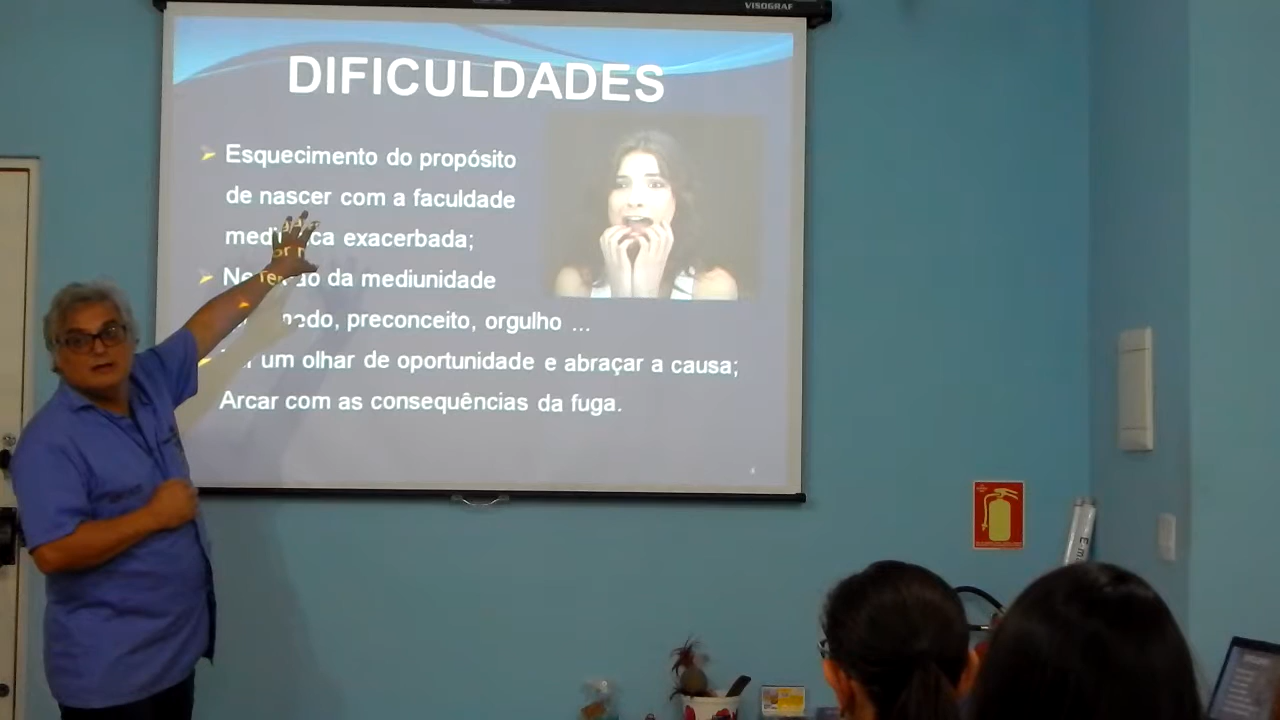 VISOGRAF
DIFICULDADES
Esquecimento do propósito
de nascer com a faculdade
exacerbada;
da mediunidade
medo, preconceito, orgulho ...
um olhar de oportunidade e abraçar a causa;
Arcar com as consequências da fuga.